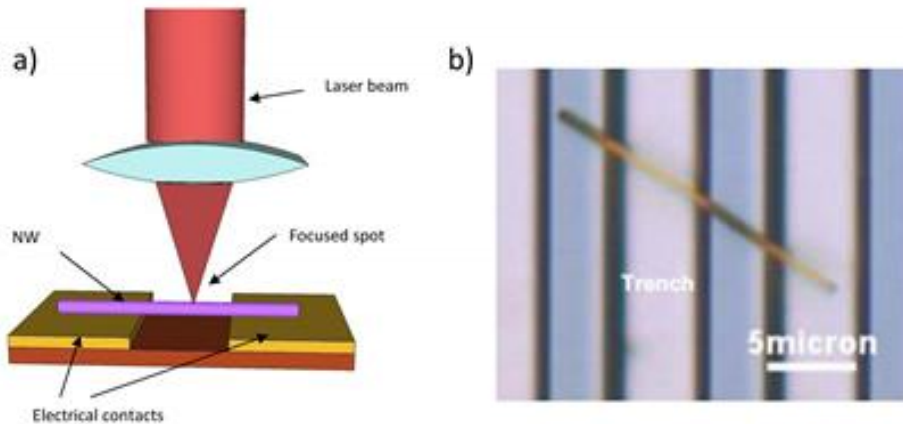 a)
Laser beam
NW
Focused spot
Electrical contacts
b)
Trench
5micron